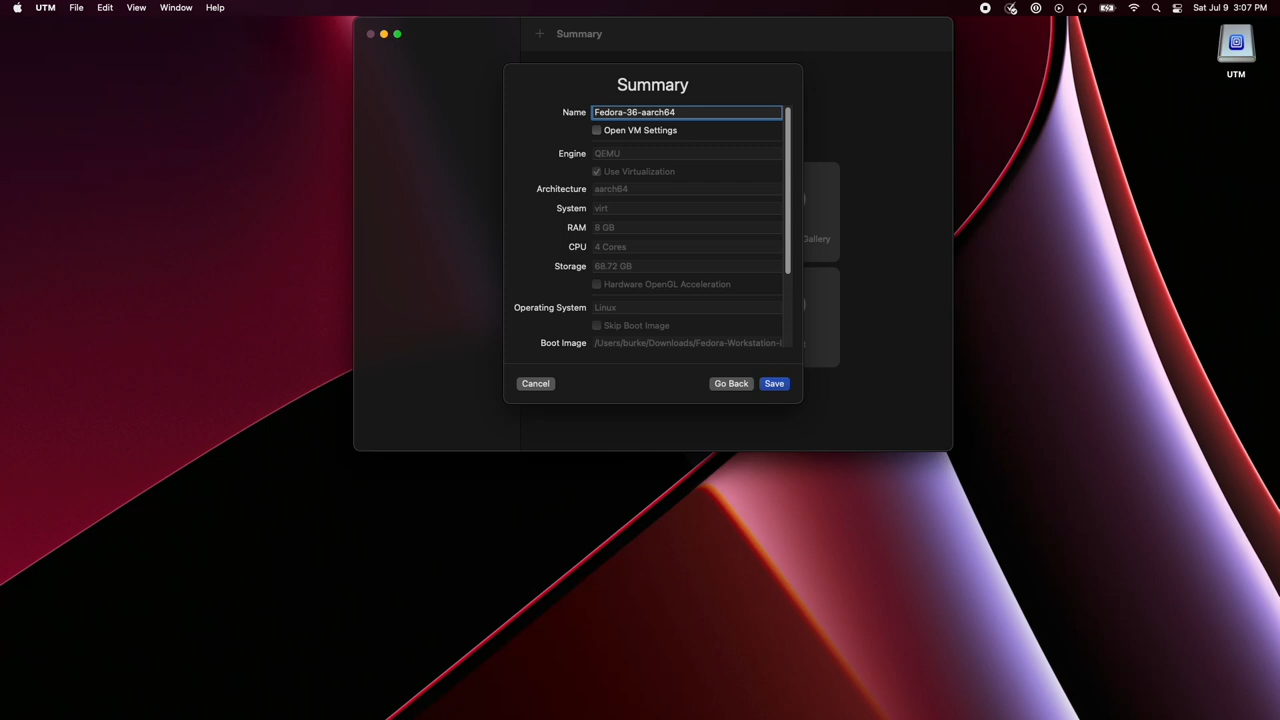 UTM File Edit View Window Help Sat Jul 9 3:07 PM
Summary
UTM
Summary
Name Fedora-36-aarch64
Open VM Settings
Engine QEMU
Use Virtualization
Architecture aarch64
System virt
RAM 8 GB
Gallery
CPU 4 Cores
Storage 68.72 GB
Hardware OpenGL Acceleration
Operating System Linux
Skip Boot Image
Boot Image /Users/burke/Downloads/Fedora-Workstation-
Cancel Go Back Save